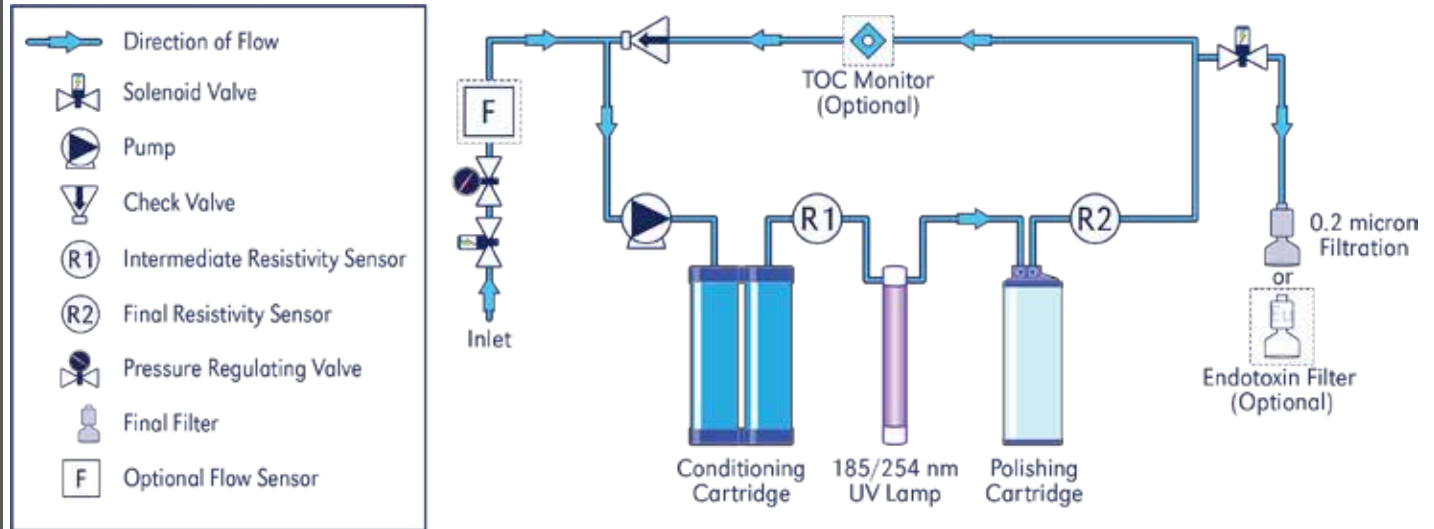 Direction of Flow
Solenoid Valve
Pump
Check Valve
R1 Intermediate Resistivity Sensor
R2 Final Resistivity Sensor
Pressure Regulating Valve
Final Filter
F Optional Flow Sensor
F
Inlet
TOC Monitor
(Optional)
R1
R2
Conditioning
Cartridge
185/254 nm
UV Lamp
Polishing
Cartridge
0.2 micron
Filtration
or
Endotoxin Filter
(Optional)